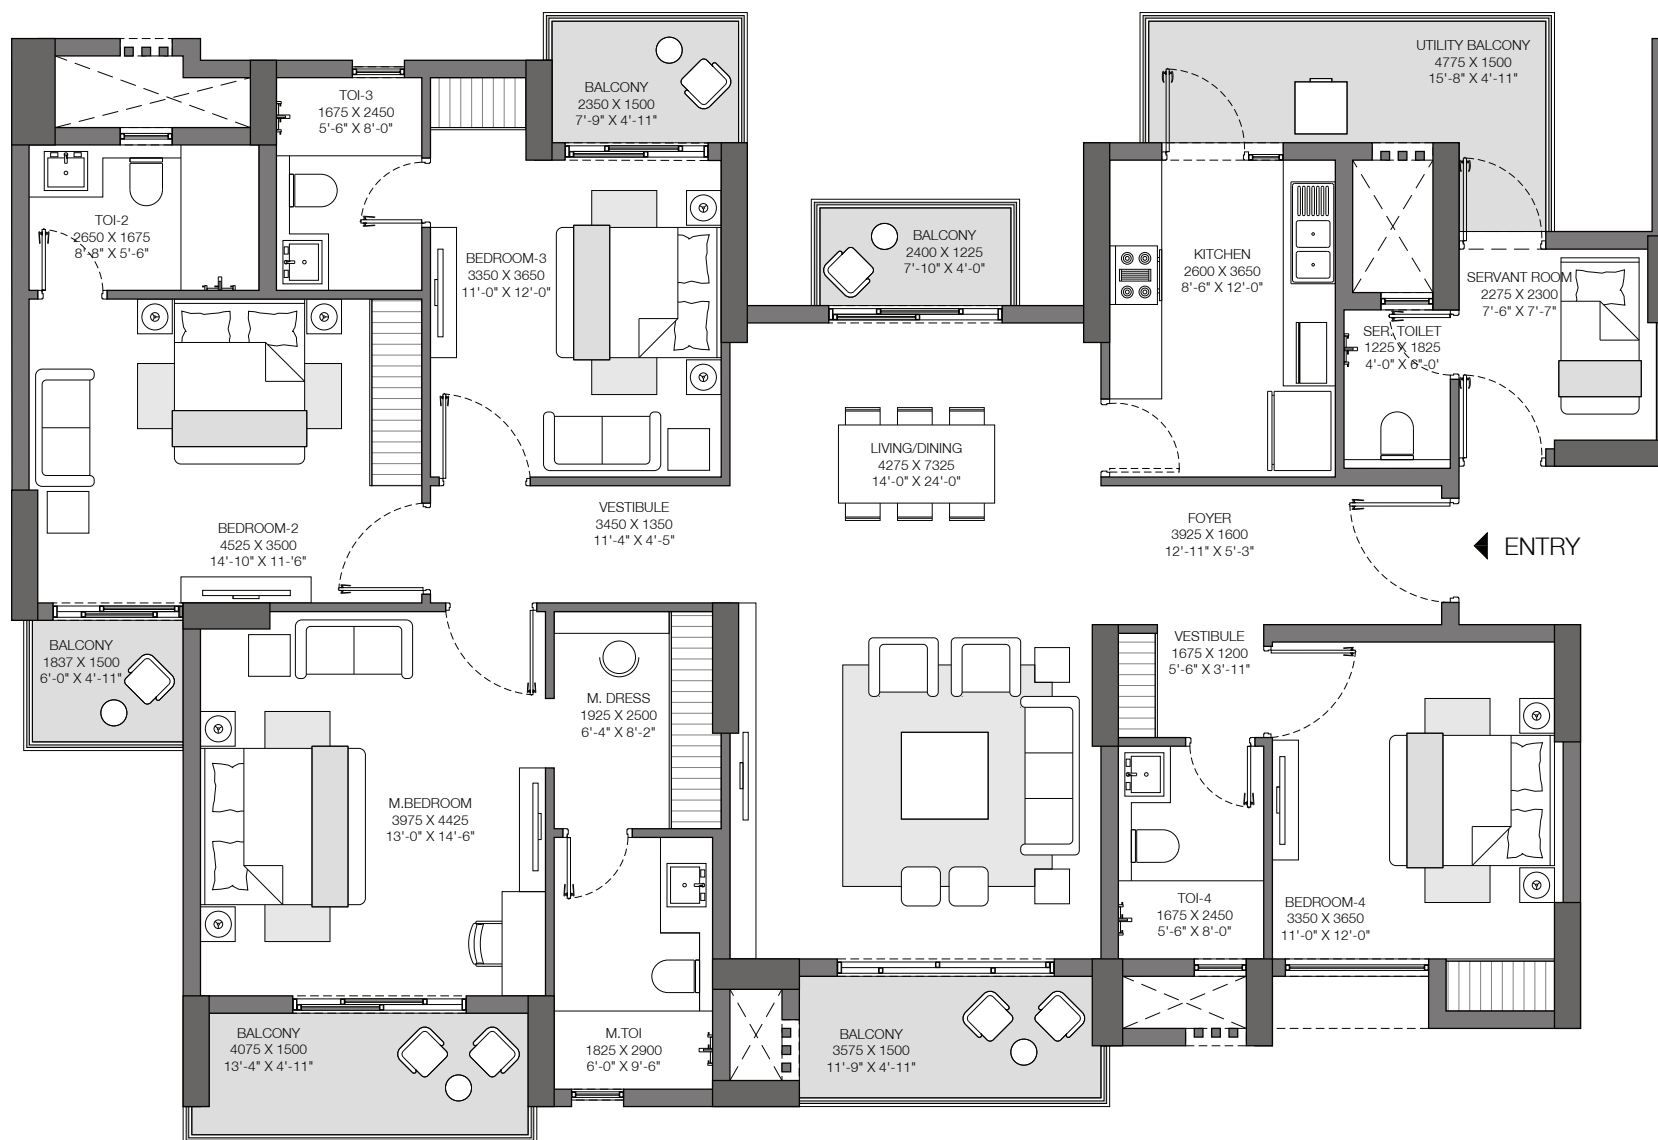 UTILITY BALCONY
4775 X 1500
15'-8" X 4'-11"
TOI-3
1675 X 2450
5'-6" X 8'-0"
BALCONY
2350 X 1500
7'-9" X 4'-11"
TOI-2
2650 X 1675
8'-8" X 5'-6"
BEDROOM-3
3350 X 3650
11'-0" X 12'-0"
BALCONY
2400 X 1225
7'-10" X 4'-0"
KITCHEN
2600 X 3650
8'-6" X 12'-0"
SERVANT ROOM
2275 X 2300
7'-6" X 7'-7"
SER. TOILET
1225 X 1825
4'-0" X 6'-0'
LIVING/DINING
4275 X 7325
14'-0" X 24'-0"
BEDROOM-2
4525 X 3500
14'-10" X 11-'6"
VESTIBULE
3450 X 1350
11'-4" X 4'-5"
FOYER
3925 X 1600
12'-11" X 5'-3"
ENTRY
BALCONY
1837 X 1500
6'-0" X 4'-11"
VESTIBULE
1675 X 1200
5'-6" X 3'-11"
M. DRESS
1925 X 2500
6'-4" X 8'-2"
M.BEDROOM
3975 X 4425
13'-0" X 14'-6"
TOI-4
1675 X 2450
5'-6" X 8'-0"
BEDROOM-4
3350 X 3650
11'-0" X 12'-0"
BALCONY
4075 X 1500
13'-4" X 4'-11"
M.TOI
1825 X 2900
6'-0" X 9'-6"
BALCONY
3575 X 1500
11'-9" X 4'-11"